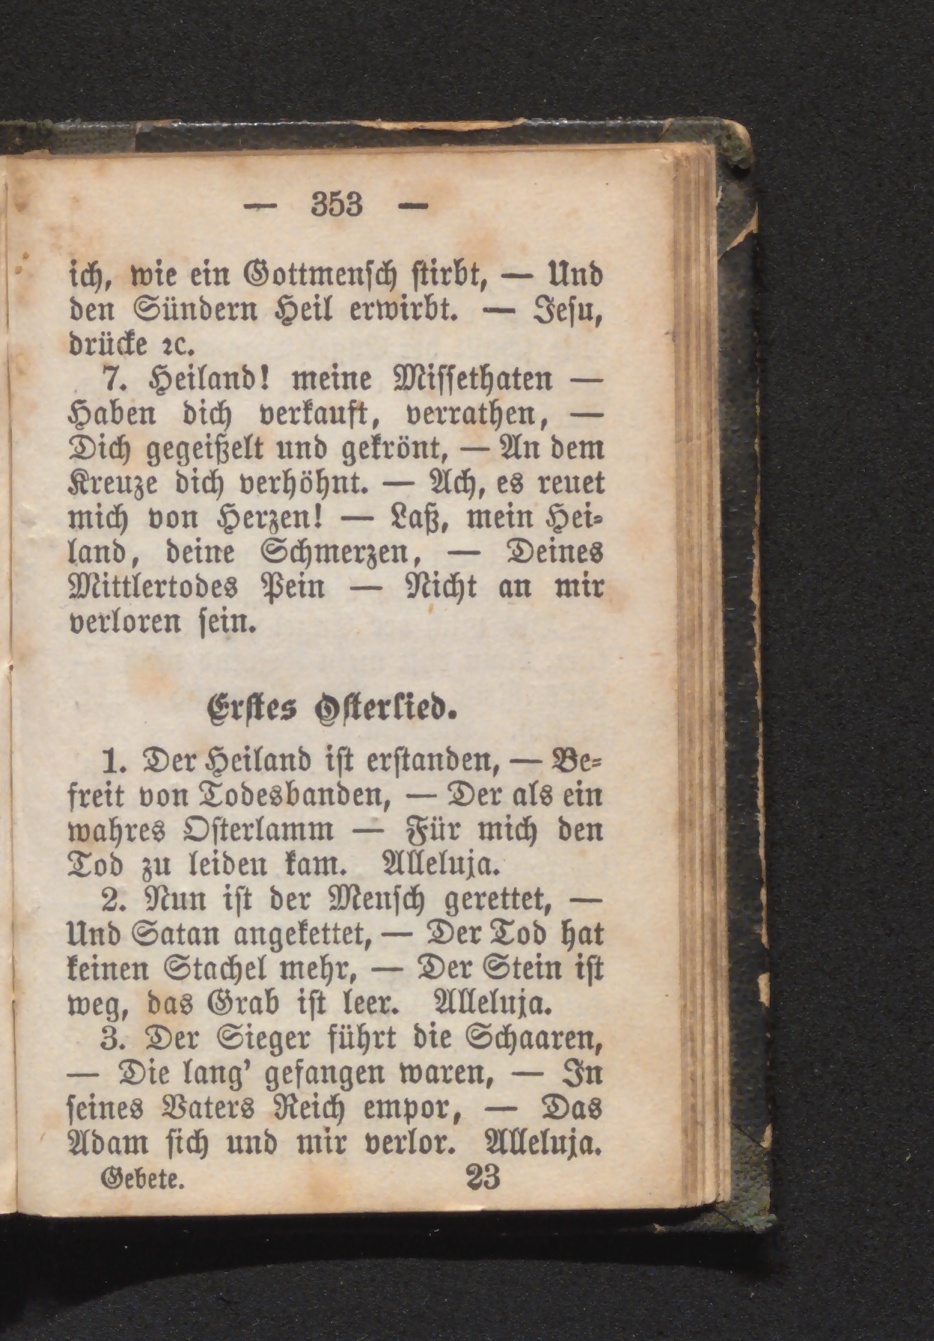 — 353 —
ich, wie ein Gottmensch stirbt, — Und
den Sündern Heil erwirbt. — Jesu,
drücke ꝛc.
7. Heiland! meine Missethaten —
Haben dich verkauft, verrathen, —
Dich gegeißelt und gekrönt, — An dem
Kreuze dich verhöhnt. — Ach, es reuet
mich von Herzen! — Laß, mein Hei-
land, deine Schmerzen, — Deines
Mittlertodes Pein — Nicht an mir
verloren sein.
Erstes Osterlied.
1. Der Heiland ist erstanden, — Be-
freit von Todesbanden, — Der als ein
wahres Osterlamm — Für mich den
Tod zu leiden kam. Alleluja.
2. Nun ist der Mensch gerettet, —
Und Satan angekettet, — Der Tod hat
keinen Stachel mehr, — Der Stein ist
weg, das Grab ist leer. Alleluja.
3. Der Sieger führt die Schaaren,
— Die lang' gefangen waren, — In
seines Vaters Reich empor, — Das
Adam sich und mir verlor. Alleluja.
Gebete. 23